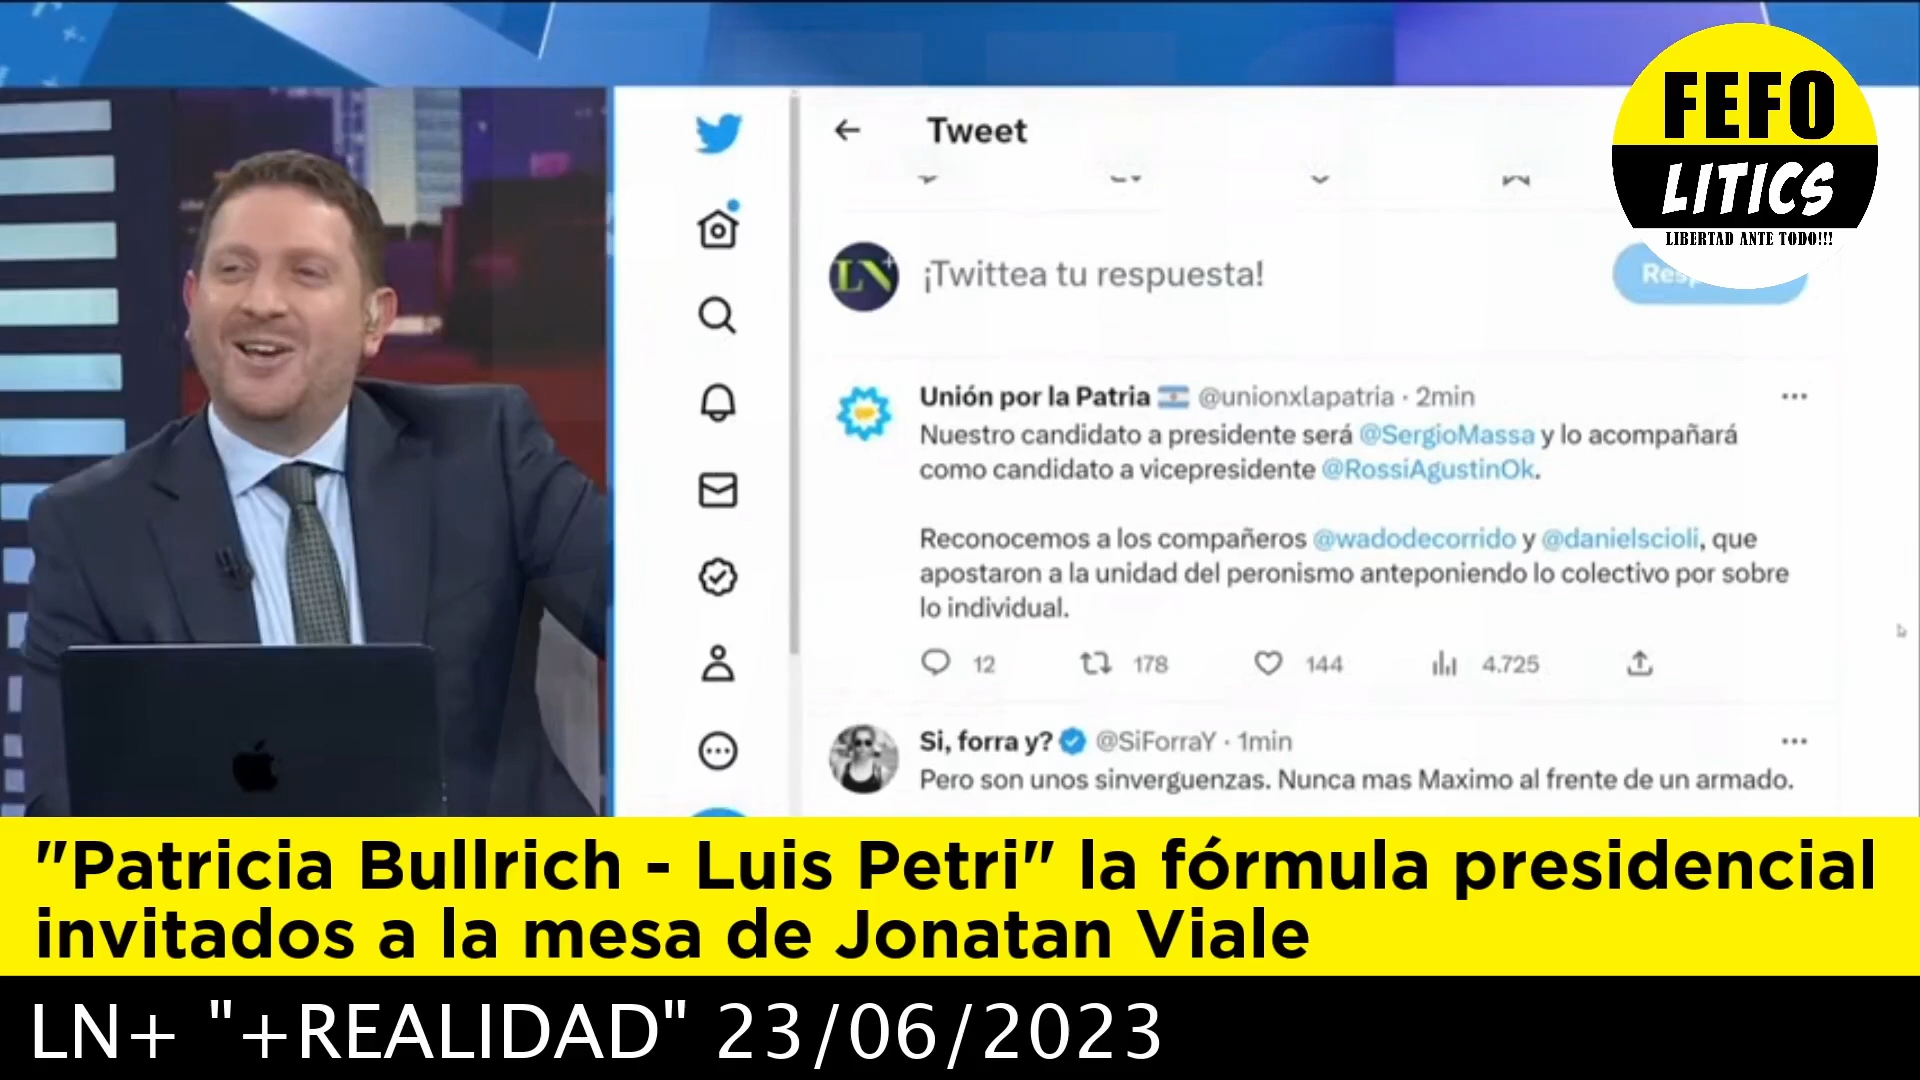 FEFO
LITICS
LIBERTAD ANTE TODO!!!
Tweet
LN+
¡Twittea tu respuesta!
Unión por la Patria @unionxlapatria · 2min
Nuestro candidato a presidente será @SergioMassa y lo acompañará
como candidato a vicepresidente @RossiAgustinOk.
Reconocemos a los compañeros @wadodecorrido y @danielscioli, que
apostaron a la unidad del peronismo anteponiendo lo colectivo por sobre
lo individual.
12 178 144 4.725
Si, forra y? @SiForraY · 1min
Pero son unos sinverguenzas. Nunca mas Maximo al frente de un armado.
"Patricia Bullrich - Luis Petri" la fórmula presidencial
invitados a la mesa de Jonatan Viale
LN+ "+REALIDAD" 23/06/2023